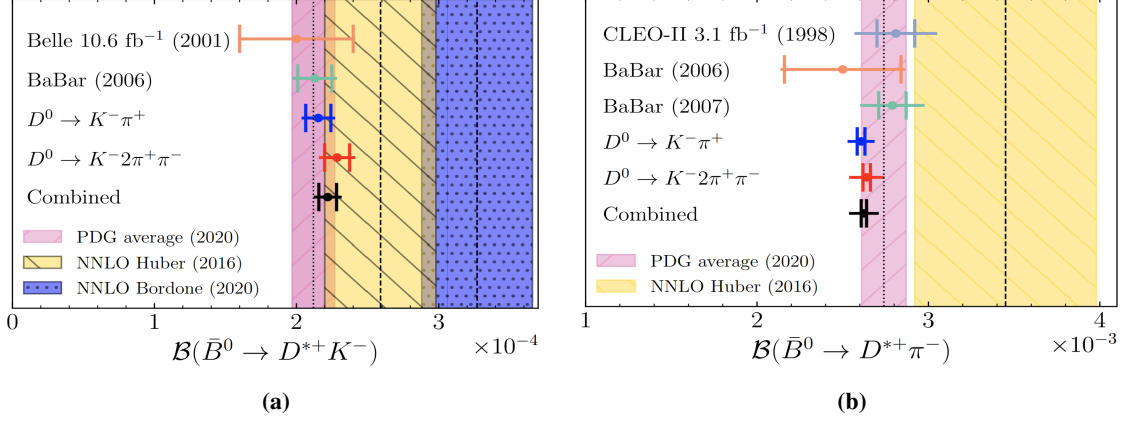 Belle 10.6 fb⁻¹ (2001)
BaBar (2006)
D⁰ → K⁻π⁺
D⁰ → K⁻2π⁺π⁻
Combined
PDG average (2020)
NNLO Huber (2016)
NNLO Bordone (2020)
0 1 2 3
×10⁻⁴
ℬ(B̄⁰ → D*⁺K⁻)
(a)
CLEO-II 3.1 fb⁻¹ (1998)
BaBar (2006)
BaBar (2007)
D⁰ → K⁻π⁺
D⁰ → K⁻2π⁺π⁻
Combined
PDG average (2020)
NNLO Huber (2016)
1 2 3 4
×10⁻³
ℬ(B̄⁰ → D*⁺π⁻)
(b)